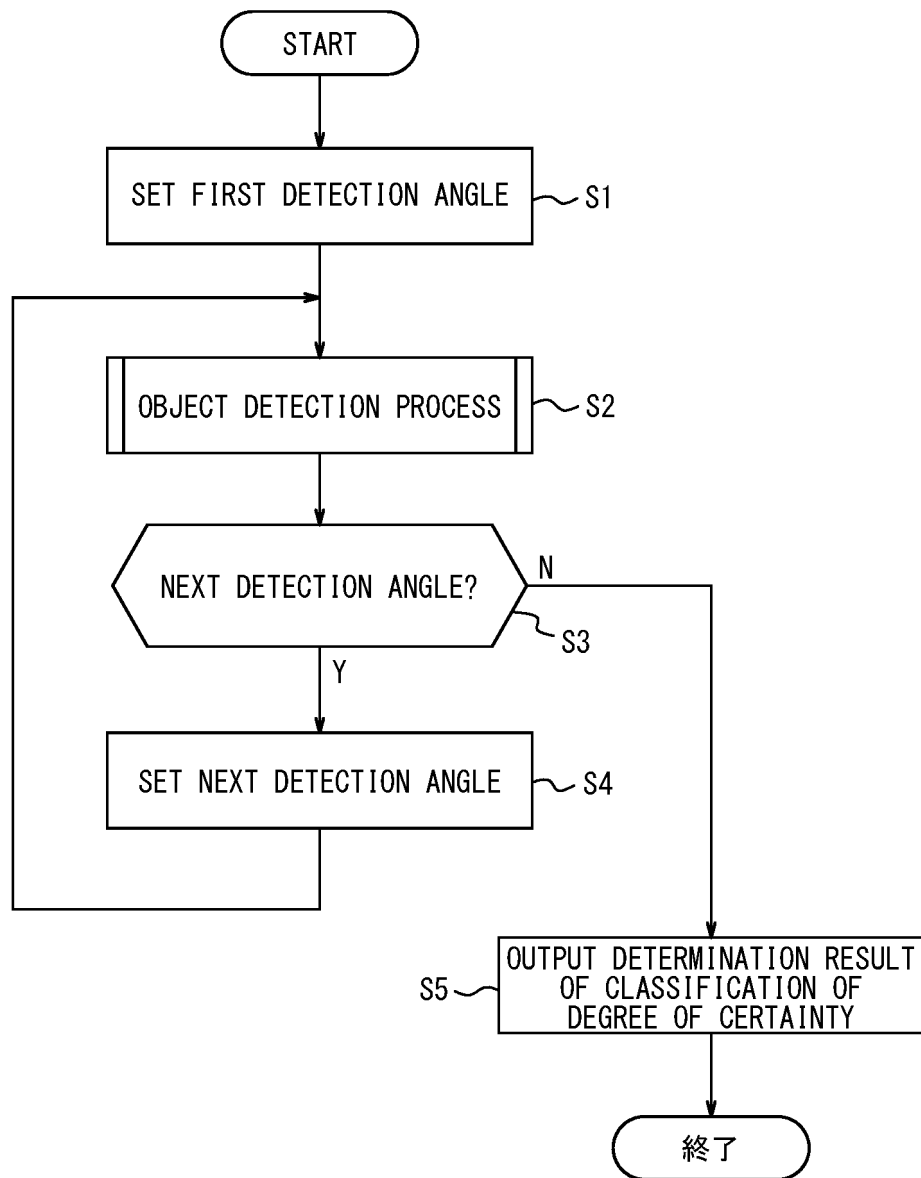 START
SET FIRST DETECTION ANGLE
S1
OBJECT DETECTION PROCESS
S2
NEXT DETECTION ANGLE?
N
S3
Y
SET NEXT DETECTION ANGLE
S4
OUTPUT DETERMINATION RESULT
OF CLASSIFICATION OF
DEGREE OF CERTAINTY
S5
終了